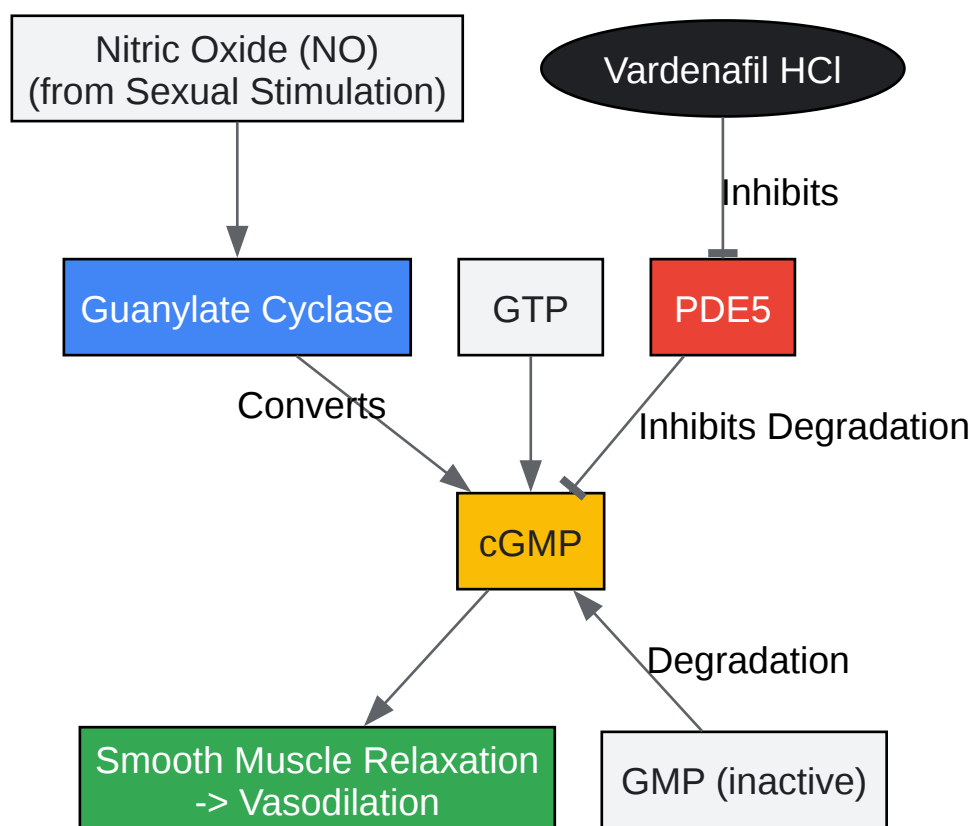 Nitric Oxide (NO)
(from Sexual Stimulation)
Vardenafil HCl
Inhibits
Guanylate Cyclase
GTP
PDE5
Converts
Inhibits Degradation
cGMP
Degradation
Smooth Muscle Relaxation
-> Vasodilation
GMP (inactive)